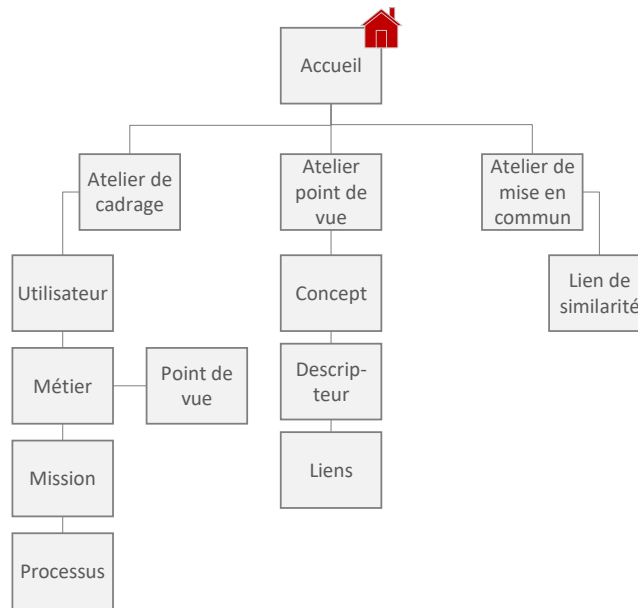 Accueil
Atelier de
cadrage
Atelier
point de
vue
Atelier de
mise en
commun
Utilisateur
Concept
Lien de
similarité
Métier
Point de
vue
Descrip-
teur
Mission
Liens
Processus